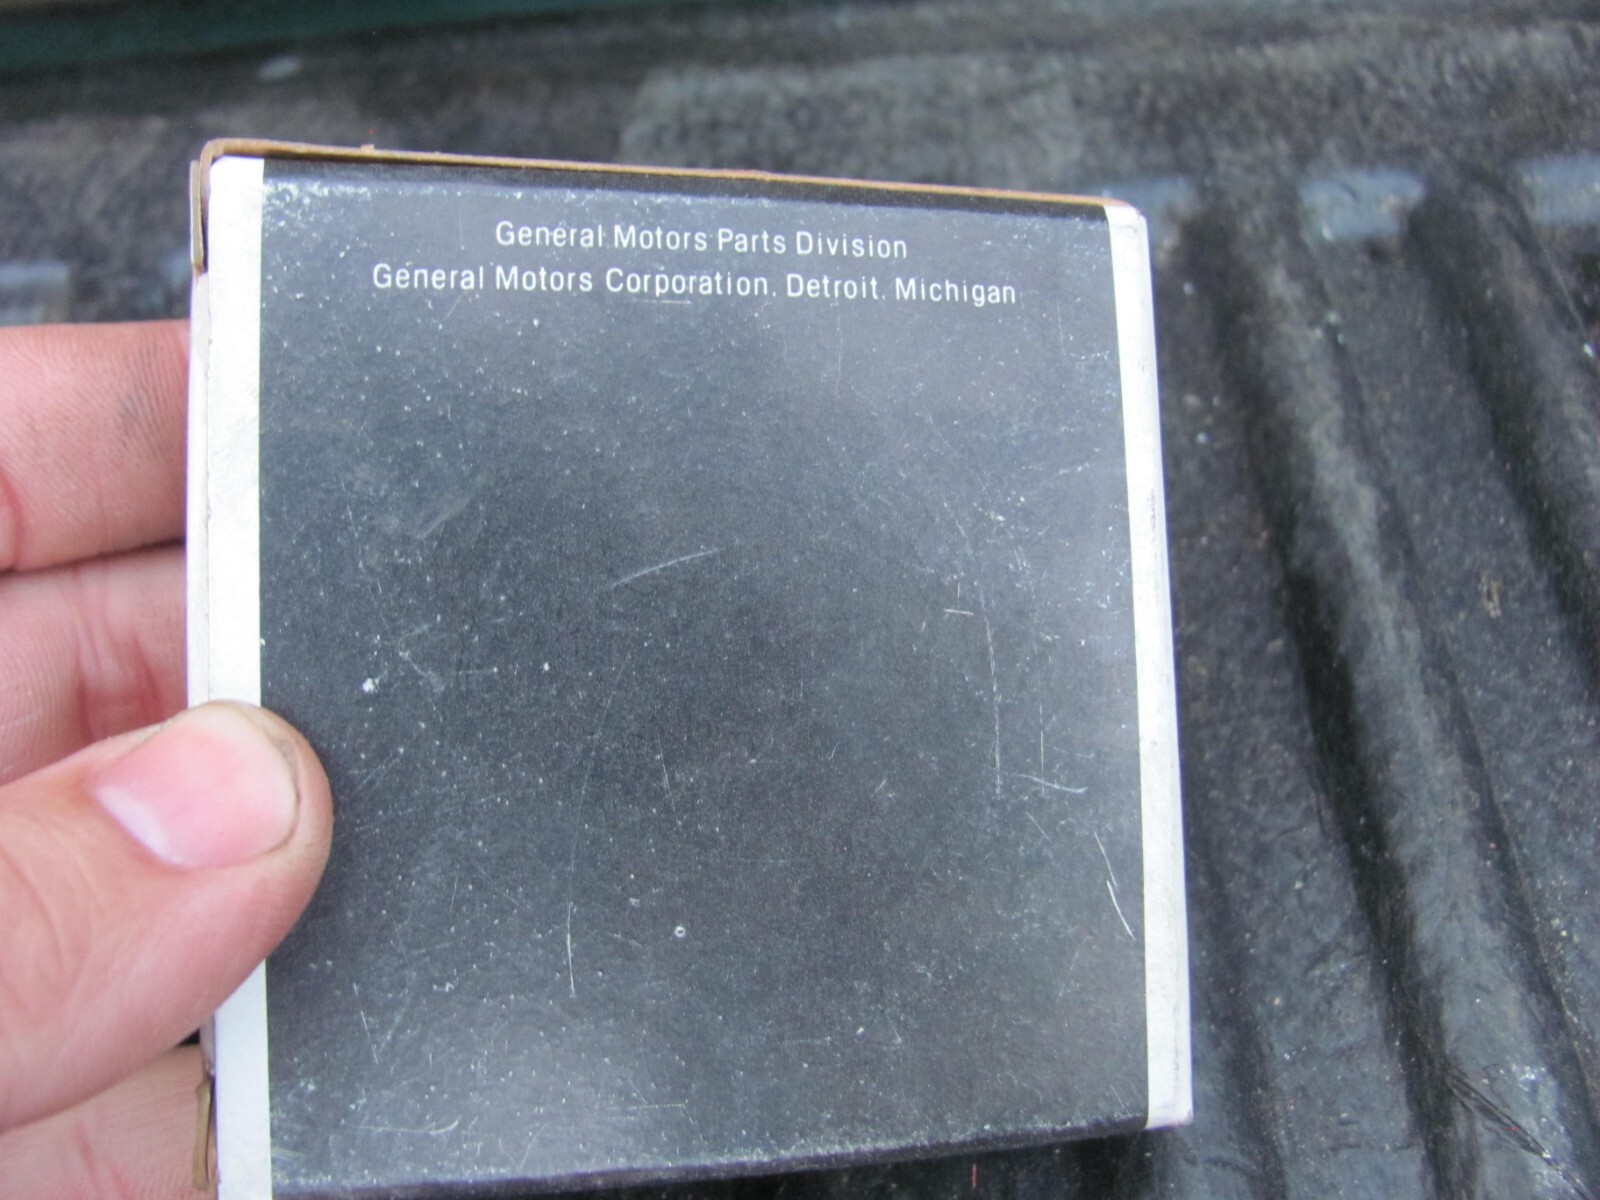 General Motors Parts Division
General Motors Corporation, Detroit, Michigan